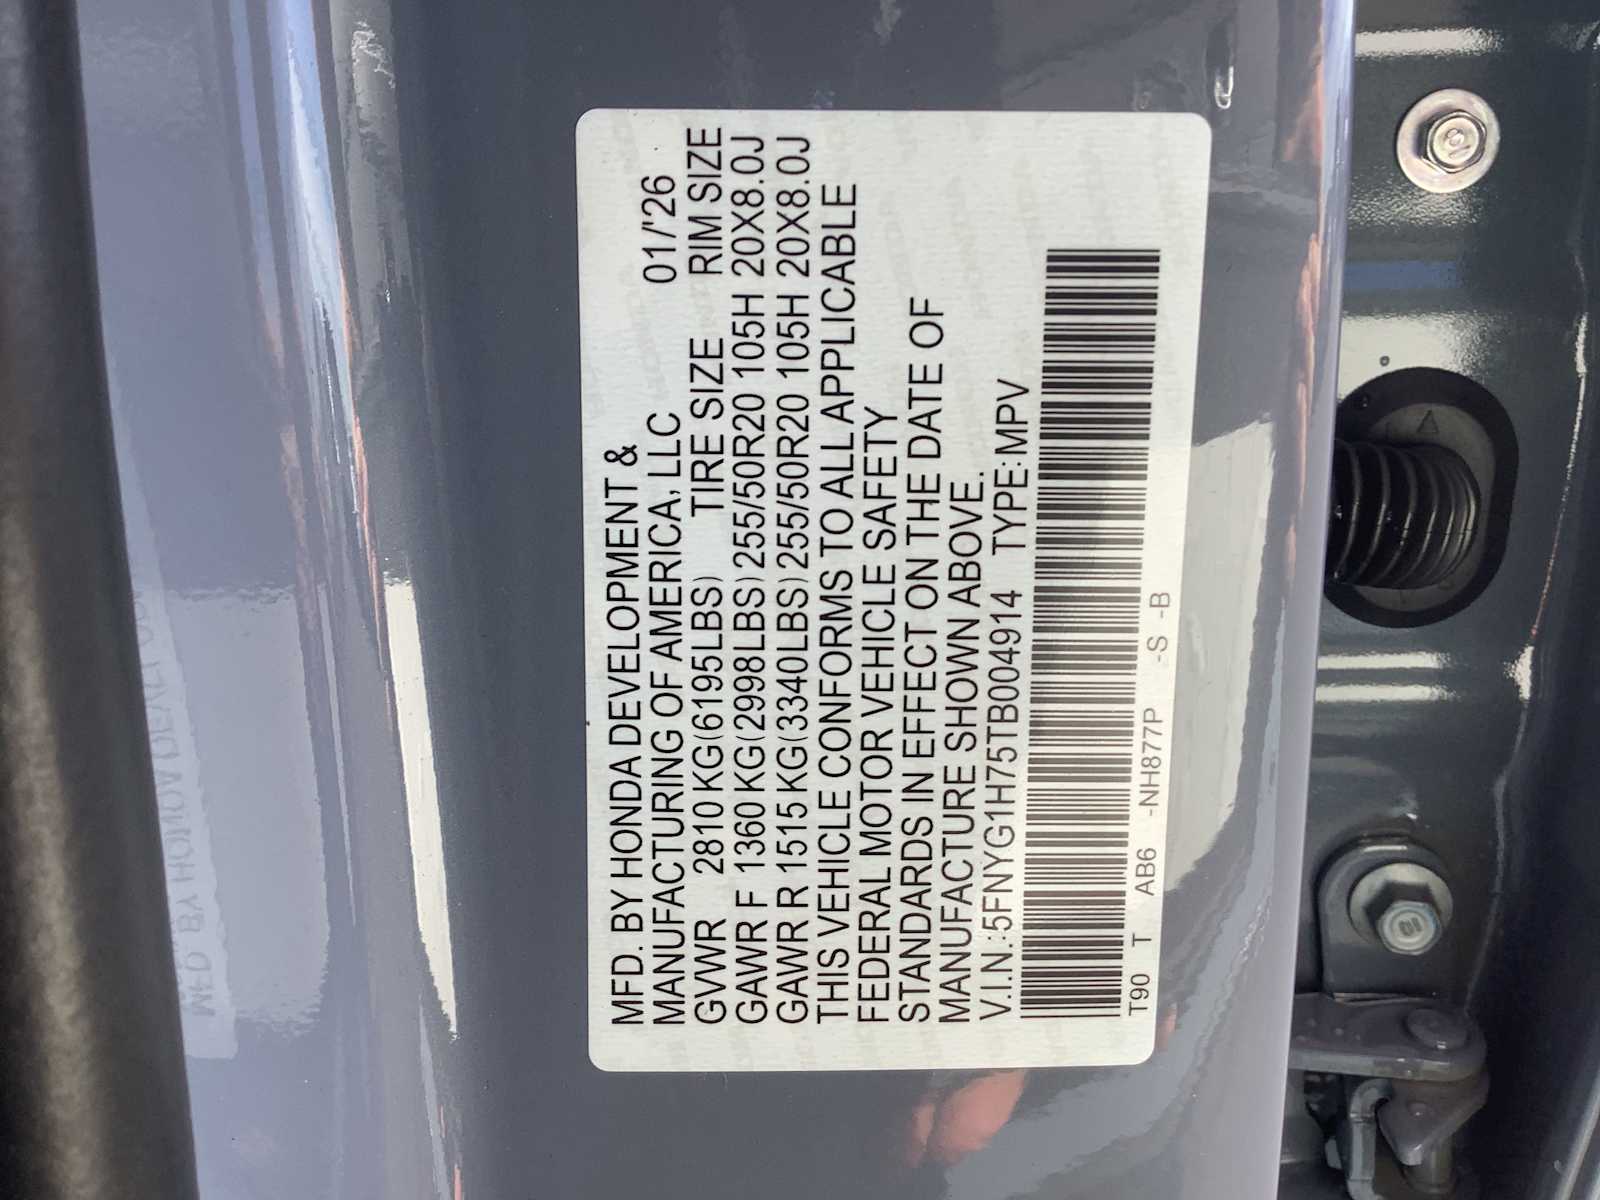 MFD. BY HONDA DEVELOPMENT &
MANUFACTURING OF AMERICA, LLC 01/'26
GVWR 2810 KG(6195LBS) TIRE SIZE RIM SIZE
GAWR F 1360 KG(2998LBS) 255/50R20 105H 20X8.0J
GAWR R 1515 KG(3340LBS) 255/50R20 105H 20X8.0J
THIS VEHICLE CONFORMS TO ALL APPLICABLE
FEDERAL MOTOR VEHICLE SAFETY
STANDARDS IN EFFECT ON THE DATE OF
MANUFACTURE SHOWN ABOVE.
V.I.N.:5FNYG1H75TB004914 TYPE:MPV
T90 T AB6 -NH877P -S -B